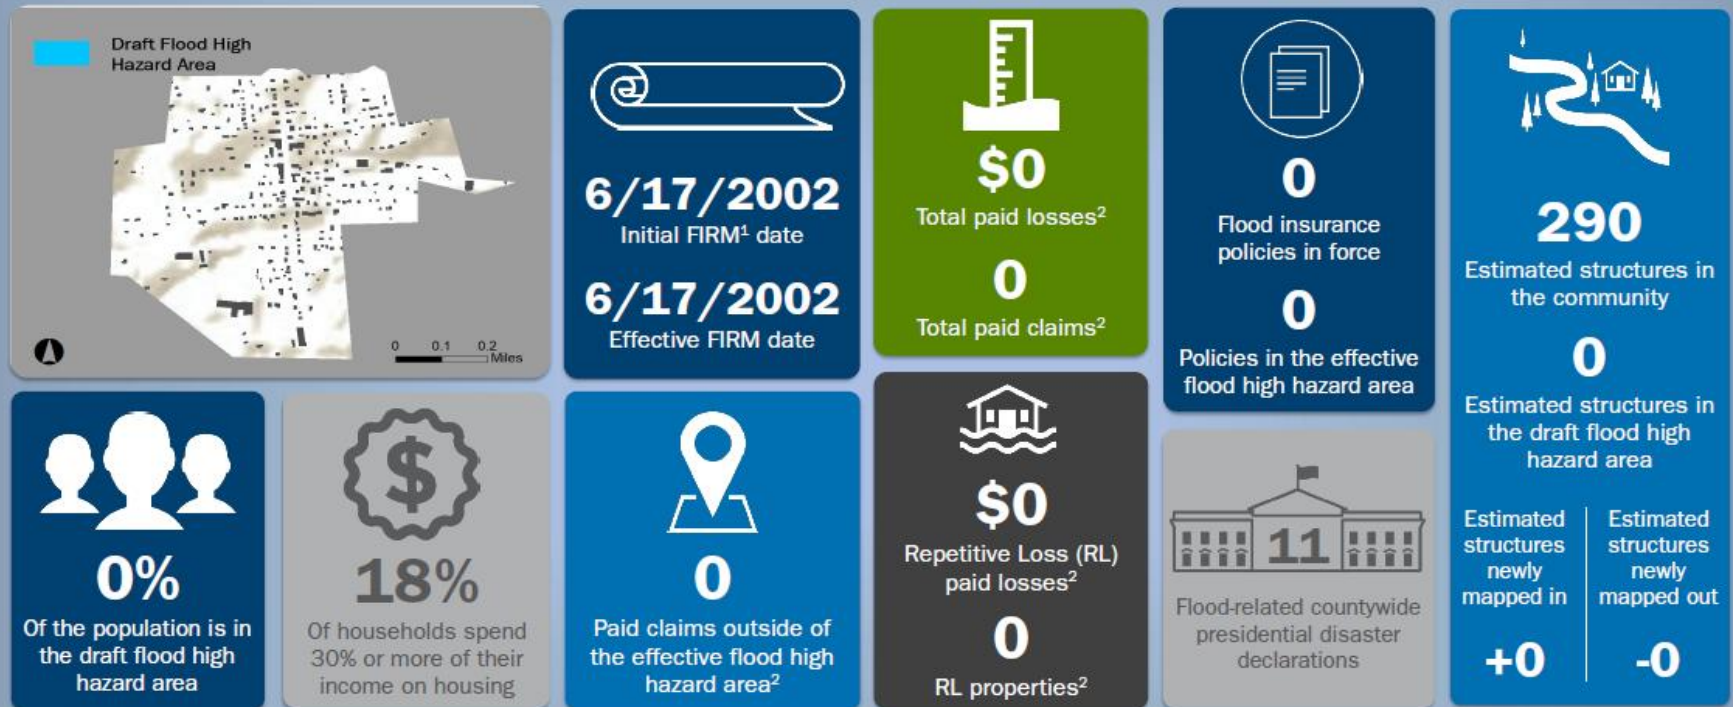 Draft Flood High
Hazard Area
0 0.1 0.2
Miles
6/17/2002
Initial FIRM¹ date
6/17/2002
Effective FIRM date
$0
Total paid losses²
0
Total paid claims²
0
Flood insurance
policies in force
0
Policies in the effective
flood high hazard area
290
Estimated structures in
the community
0
Estimated structures in
the draft flood high
hazard area
Estimated
structures
newly
mapped in
+0
Estimated
structures
newly
mapped out
-0
0%
Of the population is in
the draft flood high
hazard area
$
18%
Of households spend
30% or more of their
income on housing
0
Paid claims outside of
the effective flood high
hazard area²
$0
Repetitive Loss (RL)
paid losses²
0
RL properties²
11
Flood-related countywide
presidential disaster
declarations